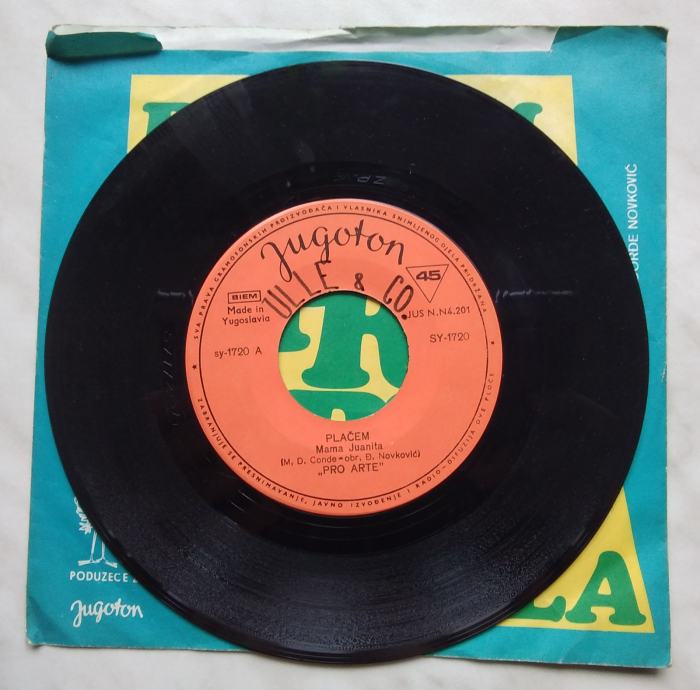 SVA PRAVA GRAMOFONSKIH PROIZVOĐAČA I VLASNIKA SNIMLJENOG DJELA PRIDRŽANA
Jugoton
ULLE & CO.
45
BIEM
Made in
Yugoslavia
JUS N.N4.201
sy-1720 A
SY-1720
PLAČEM
Mama Juanita
(M. D. Conde - obr. Đ. Novković)
„PRO ARTE"
ZABRANJUJE SE PRESNIMAVANJE, JAVNO IZVOĐENJE I RADIO-DIFUZIJA OVE PLOČE
NOVKOVIĆ
PODUZEĆE
Jugoton
LA